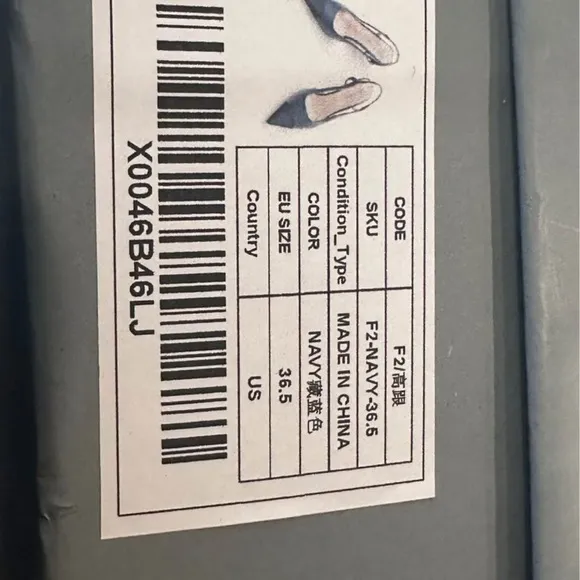 CODE F2/高跟
SKU F2-NAVY-36.5
Condition_Type MADE IN CHINA
COLOR NAVY藏蓝色
EU SIZE 36.5
Country US
X0046B46LJ